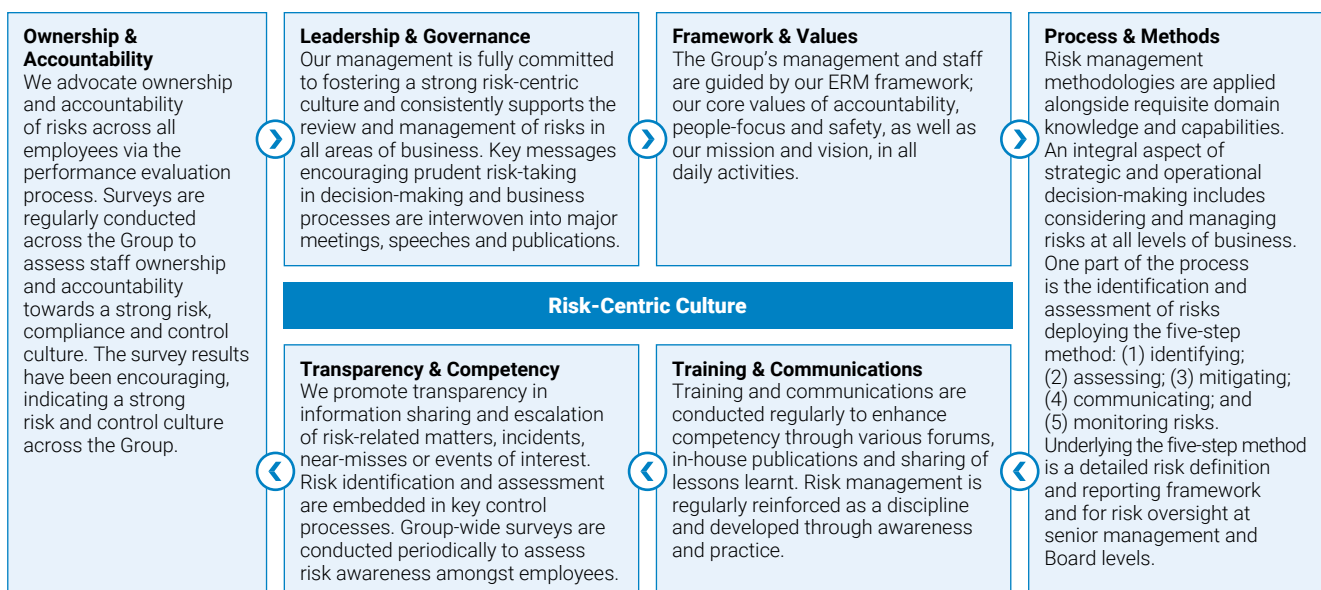 Ownership &
Accountability
We advocate ownership
and accountability
of risks across all
employees via the
performance evaluation
process. Surveys are
regularly conducted
across the Group to
assess staff ownership
and accountability
towards a strong risk,
compliance and control
culture. The survey results
have been encouraging,
indicating a strong
risk and control culture
across the Group.
Leadership & Governance
Our management is fully committed
to fostering a strong risk-centric
culture and consistently supports the
review and management of risks in
all areas of business. Key messages
encouraging prudent risk-taking
in decision-making and business
processes are interwoven into major
meetings, speeches and publications.
Framework & Values
The Group’s management and staff
are guided by our ERM framework;
our core values of accountability,
people-focus and safety, as well as
our mission and vision, in all
daily activities.
Process & Methods
Risk management
methodologies are applied
alongside requisite domain
knowledge and capabilities.
An integral aspect of
strategic and operational
decision-making includes
considering and managing
risks at all levels of business.
One part of the process
is the identification and
assessment of risks
deploying the five-step
method: (1) identifying;
(2) assessing; (3) mitigating;
(4) communicating; and
(5) monitoring risks.
Underlying the five-step method
is a detailed risk definition
and reporting framework
and for risk oversight at
senior management and
Board levels.
Risk-Centric Culture
Transparency & Competency
We promote transparency in
information sharing and escalation
of risk-related matters, incidents,
near-misses or events of interest.
Risk identification and assessment
are embedded in key control
processes. Group-wide surveys are
conducted periodically to assess
risk awareness amongst employees.
Training & Communications
Training and communications are
conducted regularly to enhance
competency through various forums,
in-house publications and sharing of
lessons learnt. Risk management is
regularly reinforced as a discipline
and developed through awareness
and practice.